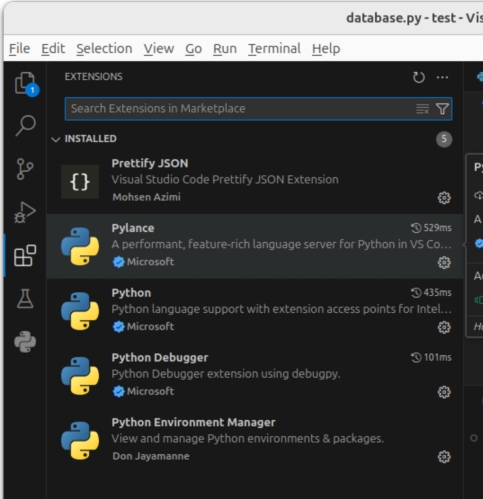 database.py - test - Vis
File Edit Selection View Go Run Terminal Help
EXTENSIONS
1
Search Extensions in Marketplace
INSTALLED 5
Prettify JSON
{}
Visual Studio Code Prettify JSON Extension
Mohsen Azimi
Pylance 529ms
A performant, feature-rich language server for Python in VS Co...
Microsoft
Python 435ms
Python language support with extension access points for Intel...
Microsoft
Python Debugger 101ms
Python Debugger extension using debugpy.
Microsoft
Python Environment Manager
View and manage Python environments & packages.
Don Jayamanne